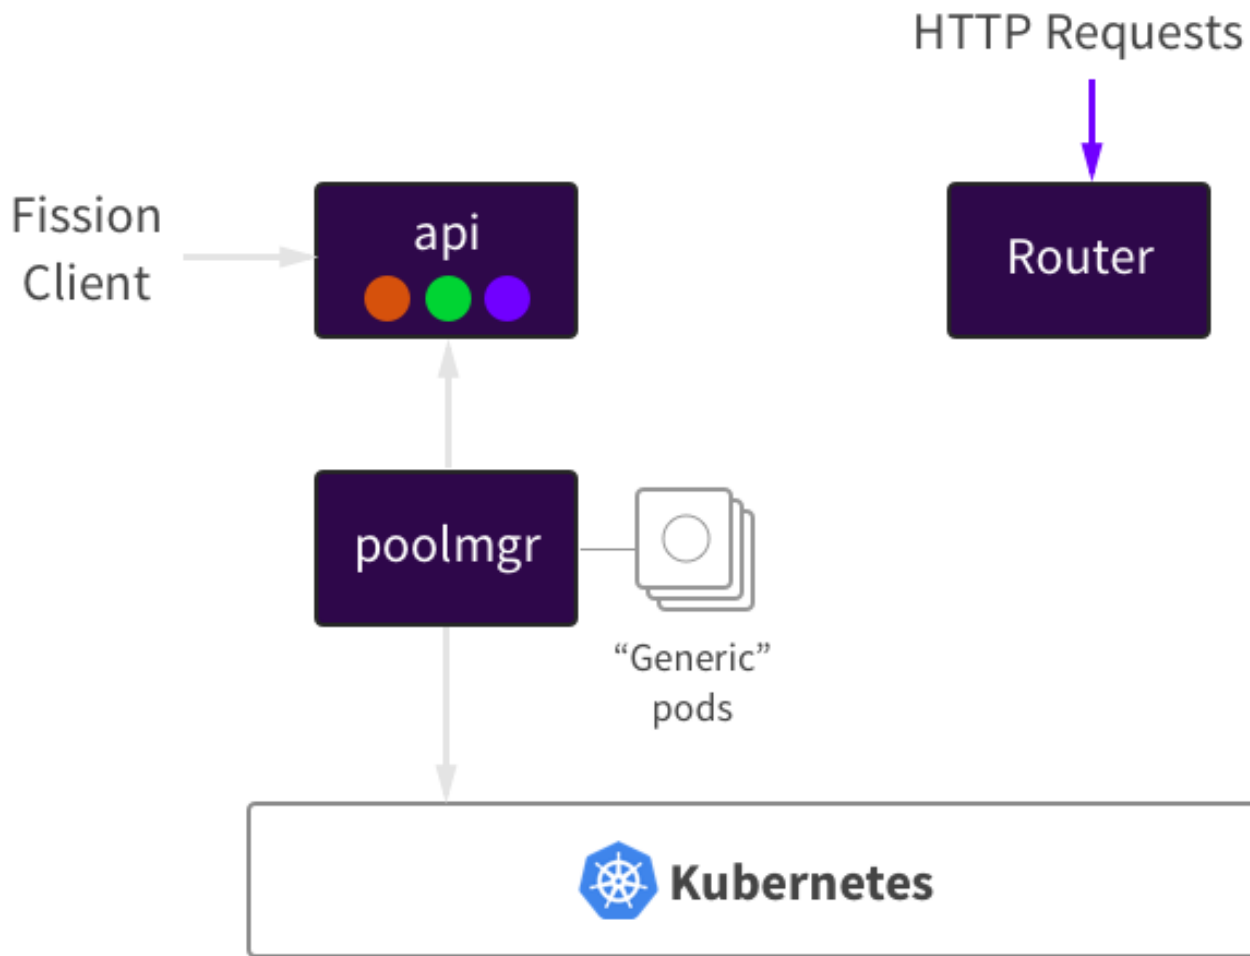 HTTP Requests
Fission
Client
api
Router
poolmgr
“Generic”
pods
Kubernetes